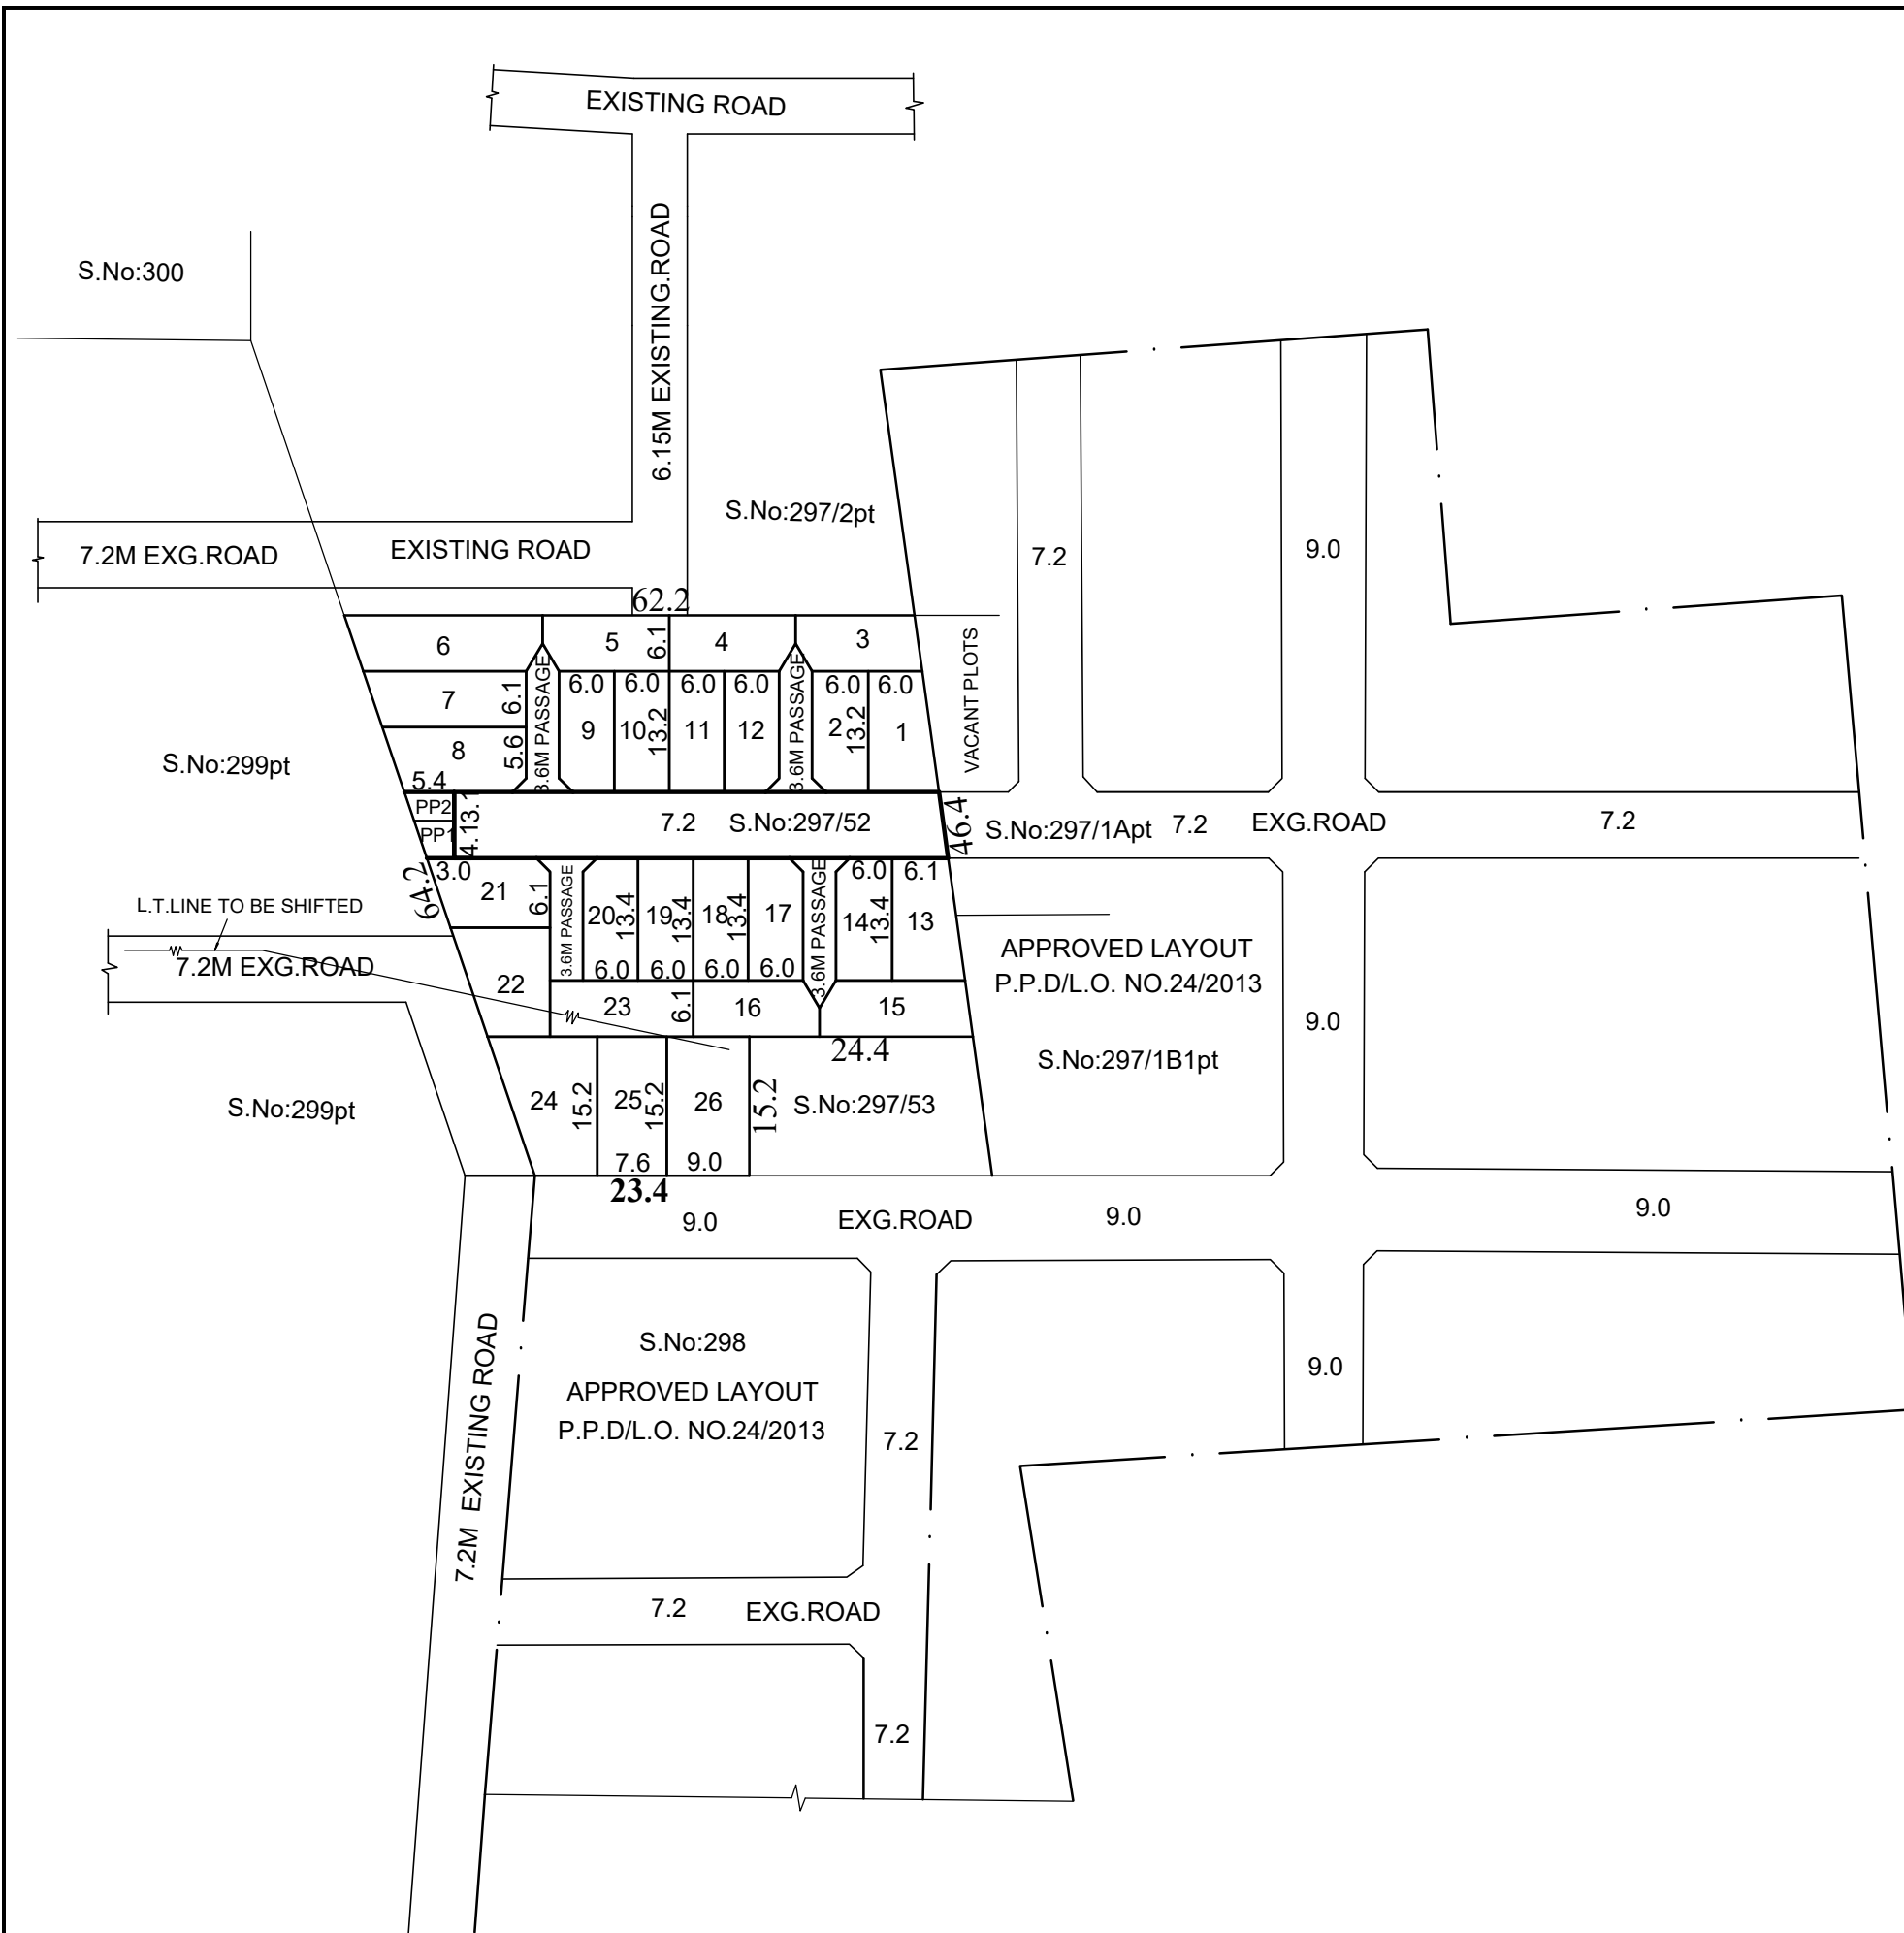 EXISTING ROAD
6.15M EXISTING.ROAD
S.No:300
S.No:297/2pt
7.2M EXG.ROAD
EXISTING ROAD
7.2
9.0
62.2
6
5
6.1
4
3
VACANT PLOTS
7
6.1
3.6M PASSAGE
6.0
6.0
6.0
6.0
3.6M PASSAGE
6.0
6.0
8
5.6
9
10
13.2
11
12
2
13.2
1
S.No:299pt
5.4
PP2
PP1
7.2
S.No:297/52
46.4
S.No:297/1Apt
7.2
EXG.ROAD
7.2
64.2
3.0
21
6.1
3.6M PASSAGE
20
13.4
19
13.4
18
13.4
17
3.6M PASSAGE
6.0
6.1
14
13.4
13
6.0
6.0
6.0
6.0
L.T.LINE TO BE SHIFTED
7.2M EXG.ROAD
22
23
6.1
16
15
APPROVED LAYOUT
P.P.D/L.O. NO.24/2013
9.0
S.No:297/1B1pt
24.4
24
15.2
25
15.2
26
15.2
S.No:297/53
S.No:299pt
7.6
9.0
23.4
9.0
EXG.ROAD
9.0
9.0
7.2M EXISTING ROAD
S.No:298
APPROVED LAYOUT
P.P.D/L.O. NO.24/2013
7.2
9.0
7.2
EXG.ROAD
7.2